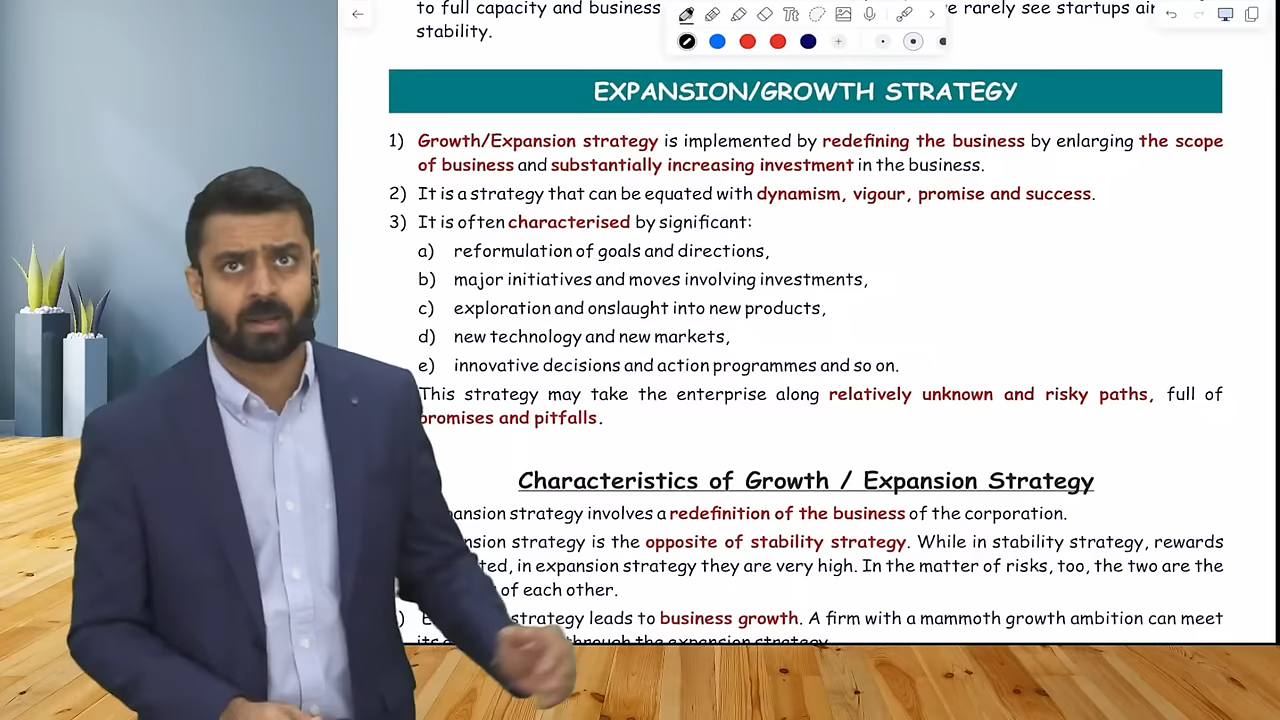 to full capacity and business rarely see startups
stability.
EXPANSION/GROWTH STRATEGY
1) Growth/Expansion strategy is implemented by redefining the business by enlarging the scope
of business and substantially increasing investment in the business.
2) It is a strategy that can be equated with dynamism, vigour, promise and success.
3) It is often characterised by significant:
a) reformulation of goals and directions,
b) major initiatives and moves involving investments,
c) exploration and onslaught into new products,
d) new technology and new markets,
e) innovative decisions and action programmes and so on.
This strategy may take the enterprise along relatively unknown and risky paths, full of
promises and pitfalls.
Characteristics of Growth / Expansion Strategy
strategy involves a redefinition of the business of the corporation.
strategy is the opposite of stability strategy. While in stability strategy, rewards
in expansion strategy they are very high. In the matter of risks, too, the two are the
of each other.
strategy leads to business growth. A firm with a mammoth growth ambition can meet
through the expansion strategy.